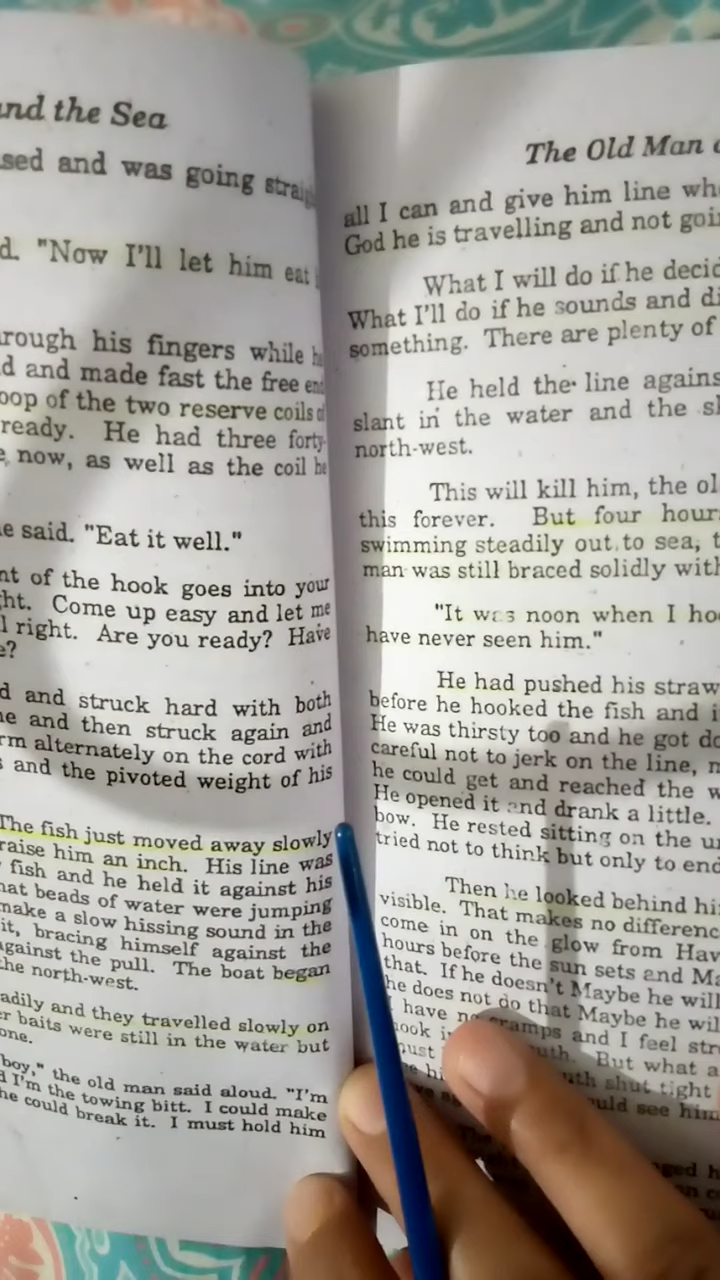 and the Sea
sed and was going
d. "Now I'll let him eat
rough his fingers while
d and made fast the free
oop of the two reserve coils
ready. He had three forty-
now, as well as the coil he
e said. "Eat it well."
nt of the hook goes into your
ht. Come up easy and let me
l right. Are you ready? Have
e?
d and struck hard with both
ne and then struck again and
rm alternately on the cord with
s and the pivoted weight of his
The fish just moved away slowly
raise him an inch. His line was
fish and he held it against his
hat beads of water were jumping
make a slow hissing sound in the
it, bracing himself against the
gainst the pull. The boat began
the north-west.
adily and they travelled slowly on
r baits were still in the water but
one.
boy," the old man said aloud. "I'm
d I'm the towing bitt. I could make
he could break it. I must hold him
The Old Man
all I can and give him line wh
God he is travelling and not goi
What I will do if he decid
What I'll do if he sounds and di
something. There are plenty of
He held the line agains
slant in the water and the sl
north-west.
This will kill him, the ol
this forever. But four hour
swimming steadily out to sea, t
man was still braced solidly with
"It was noon when I ho
have never seen him."
He had pushed his straw
before he hooked the fish and i
He was thirsty too and he got do
careful not to jerk on the line, m
he could get and reached the w
He opened it and drank a little.
bow. He rested sitting on the u
tried not to think but only to end
Then he looked behind hi
visible. That makes no differenc
come in on the glow from Hav
hours before the sun sets and Ma
that. If he doesn't Maybe he will
he does not do that Maybe he wil
I have no cramps and I feel str
But what a
shut tight
see him